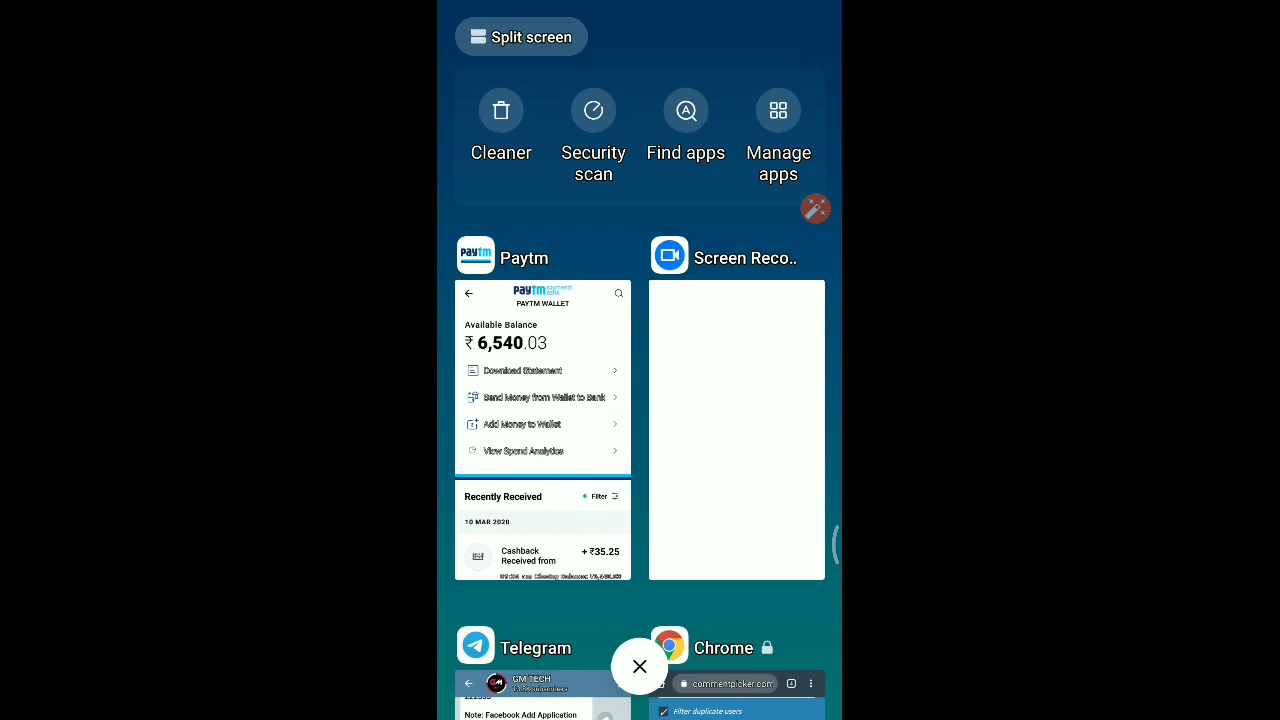 Split screen
Cleaner
Security
scan
Find apps
Manage
apps
paytm
Paytm
Screen Reco..
paytm payments bank
PAYTM WALLET
Available Balance
₹ 6,540.03
Download Statement
Send Money from Wallet to Bank
Add Money to Wallet
View Spend Analytics
Recently Received
Filter
10 MAR 2020
Cashback
Received from
+ ₹35.25
Telegram
Chrome
GM TECH
commentpicker.com
Note: Facebook Add Application
Filter duplicate users